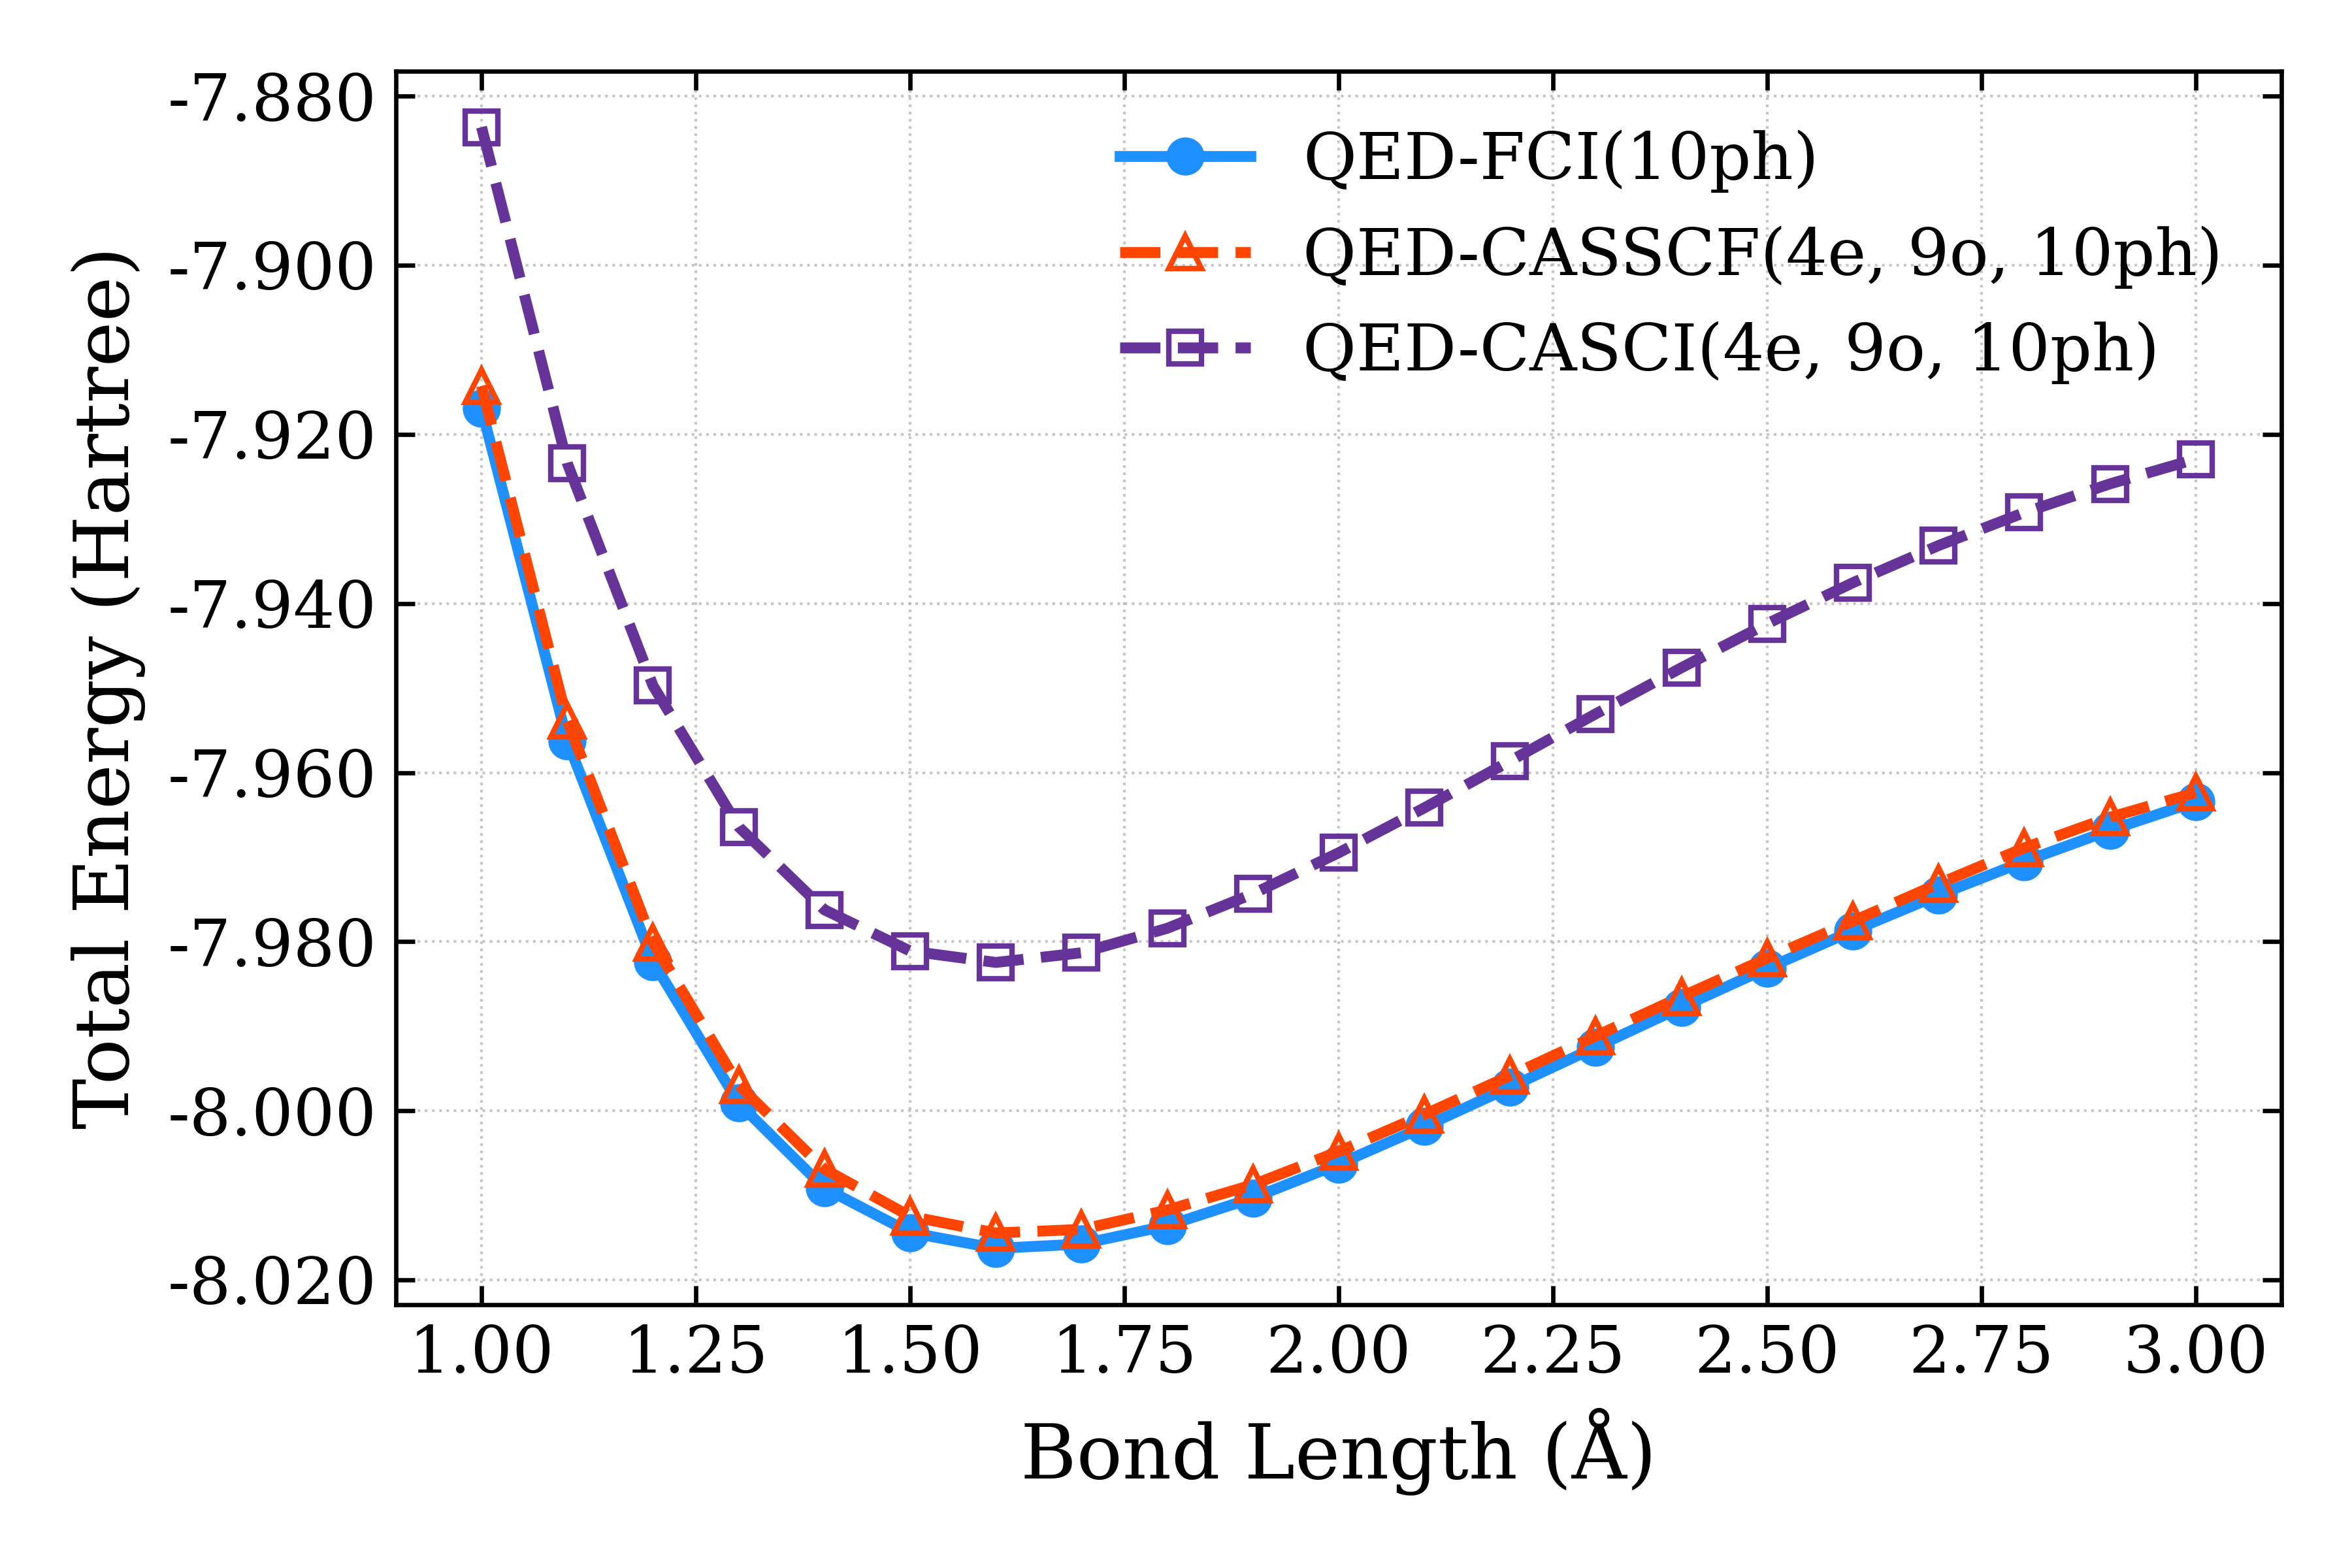 -7.880
-7.900
-7.920
-7.940
-7.960
-7.980
-8.000
-8.020
Total Energy (Hartree)
QED-FCI(10ph)
QED-CASSCF(4e, 9o, 10ph)
QED-CASCI(4e, 9o, 10ph)
1.00 1.25 1.50 1.75 2.00 2.25 2.50 2.75 3.00
Bond Length (Å)